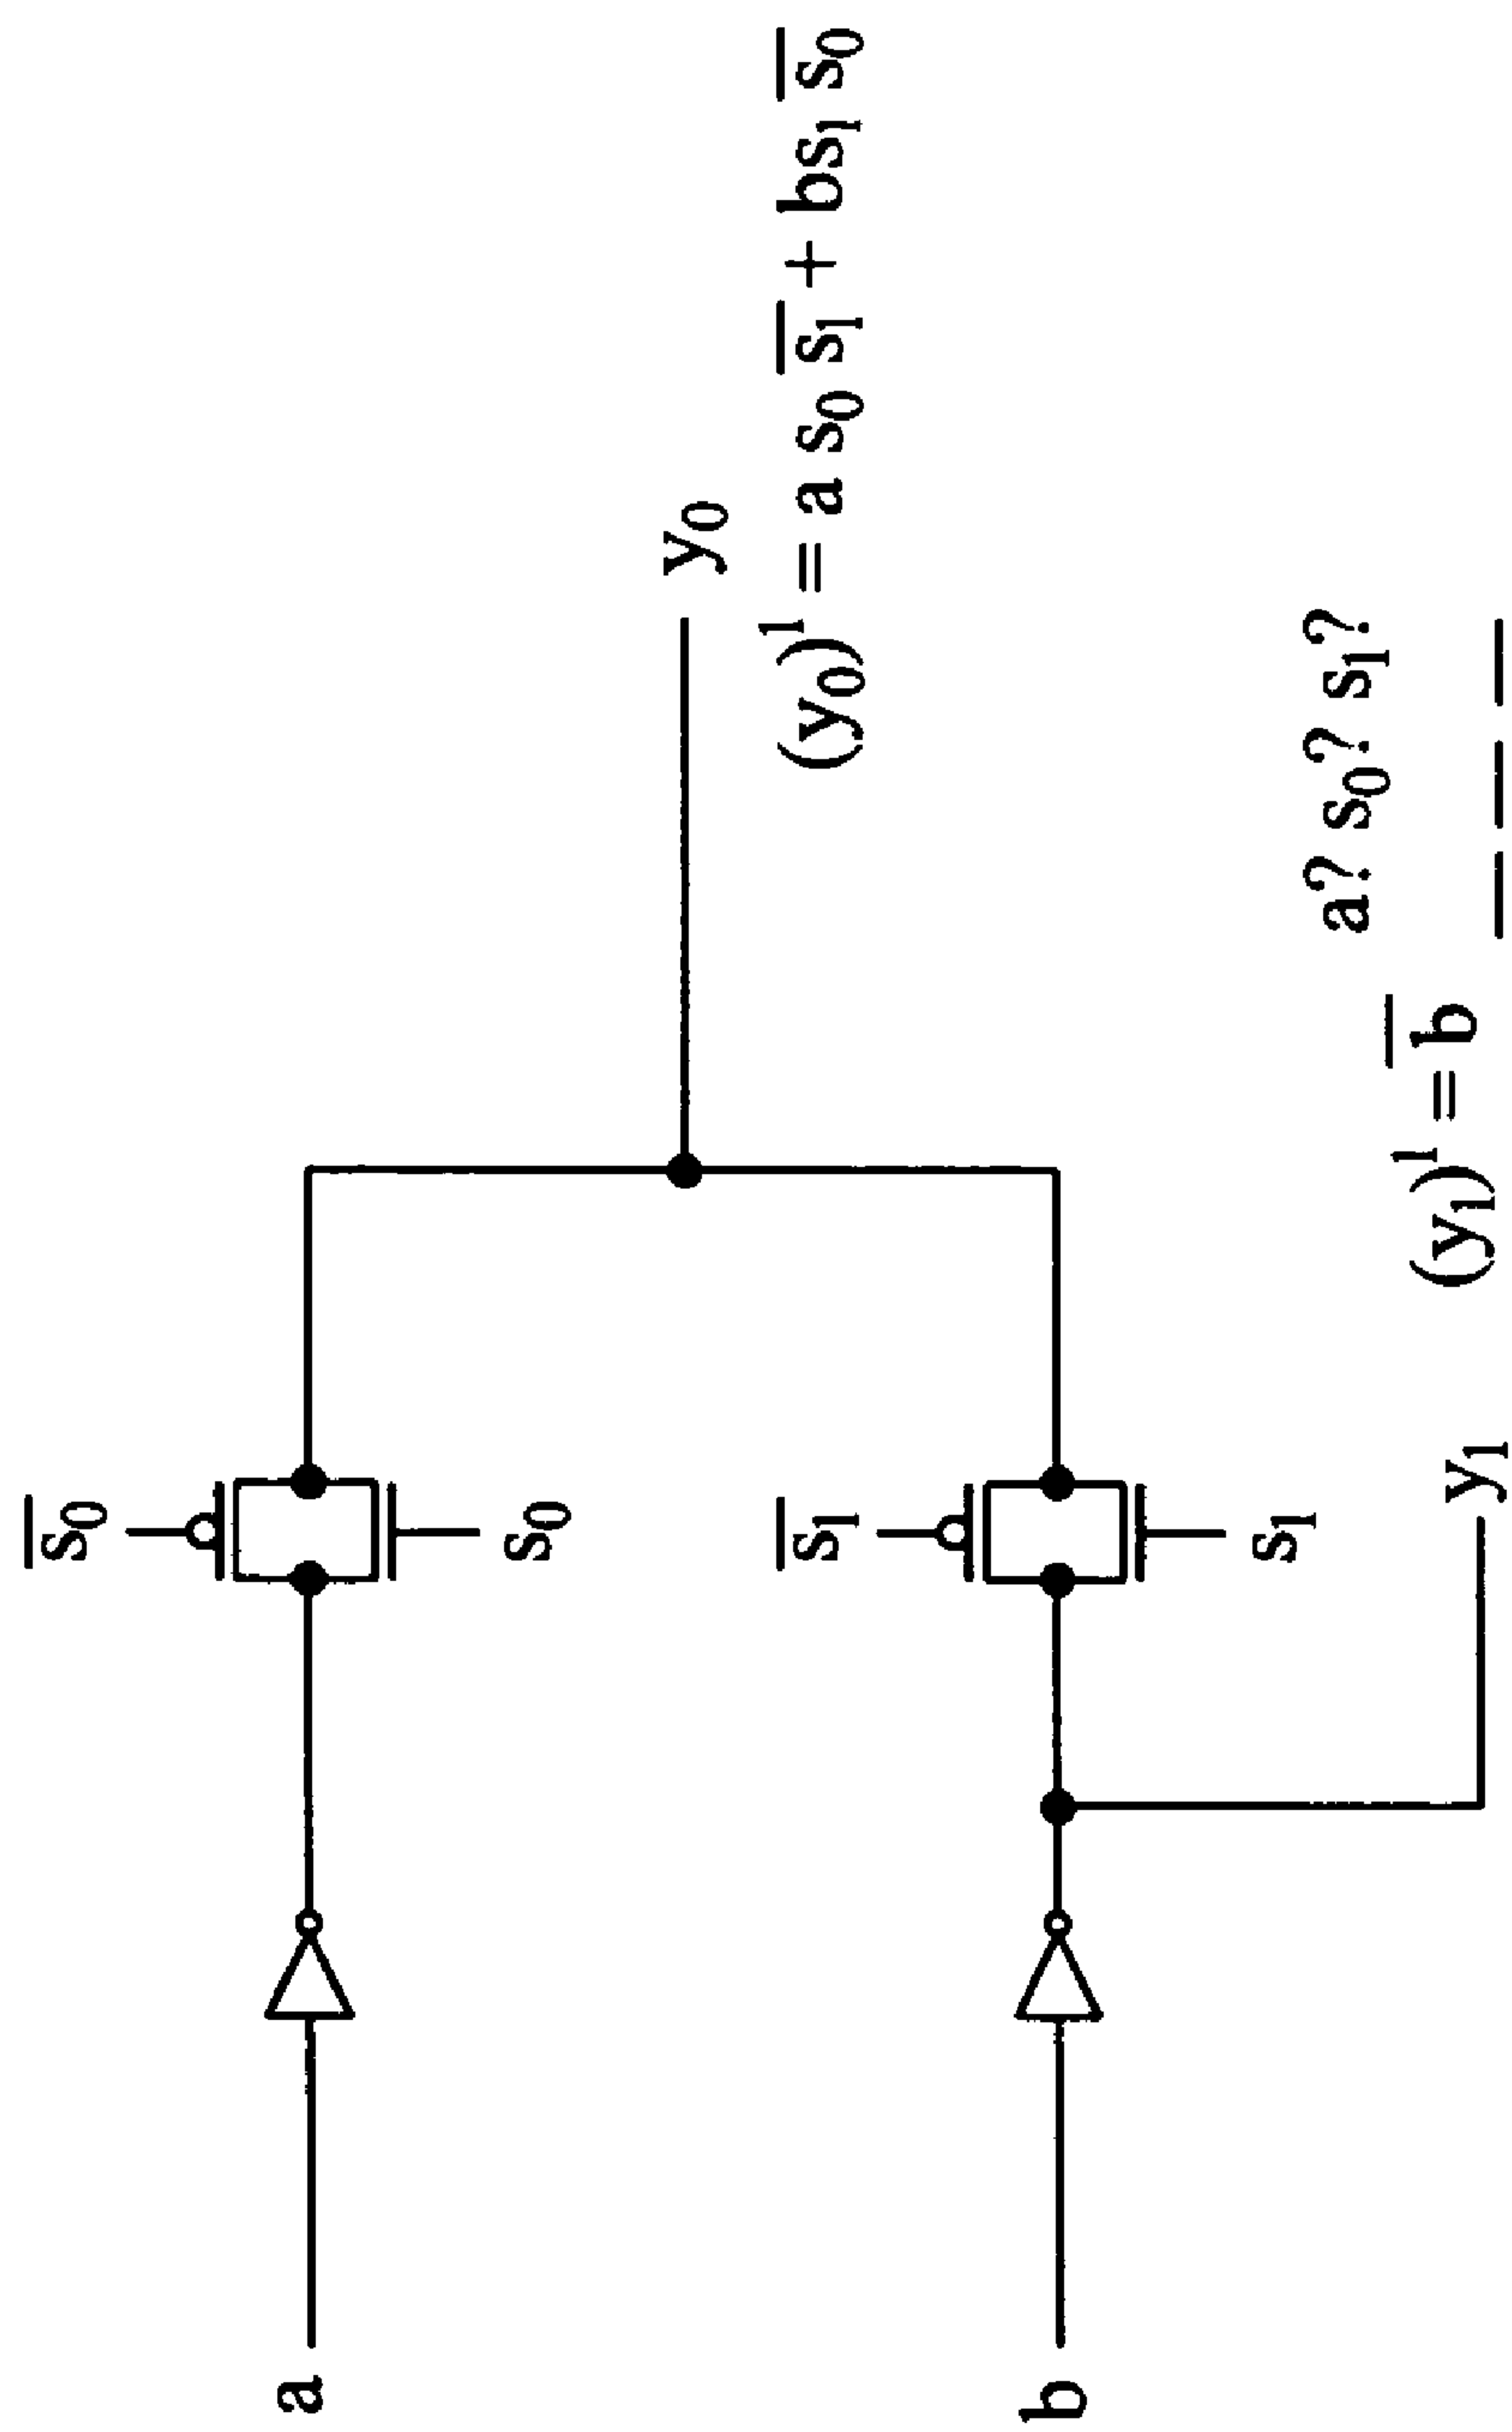 s̅₀
a
s₀
y₀
s̅₁
(y₀)¹ = a s₀ s̅₁ + bs₁ s̅₀
b
s₁
a? s₀? s₁?
y₁
(y₁)¹ = b̅ _ _ _